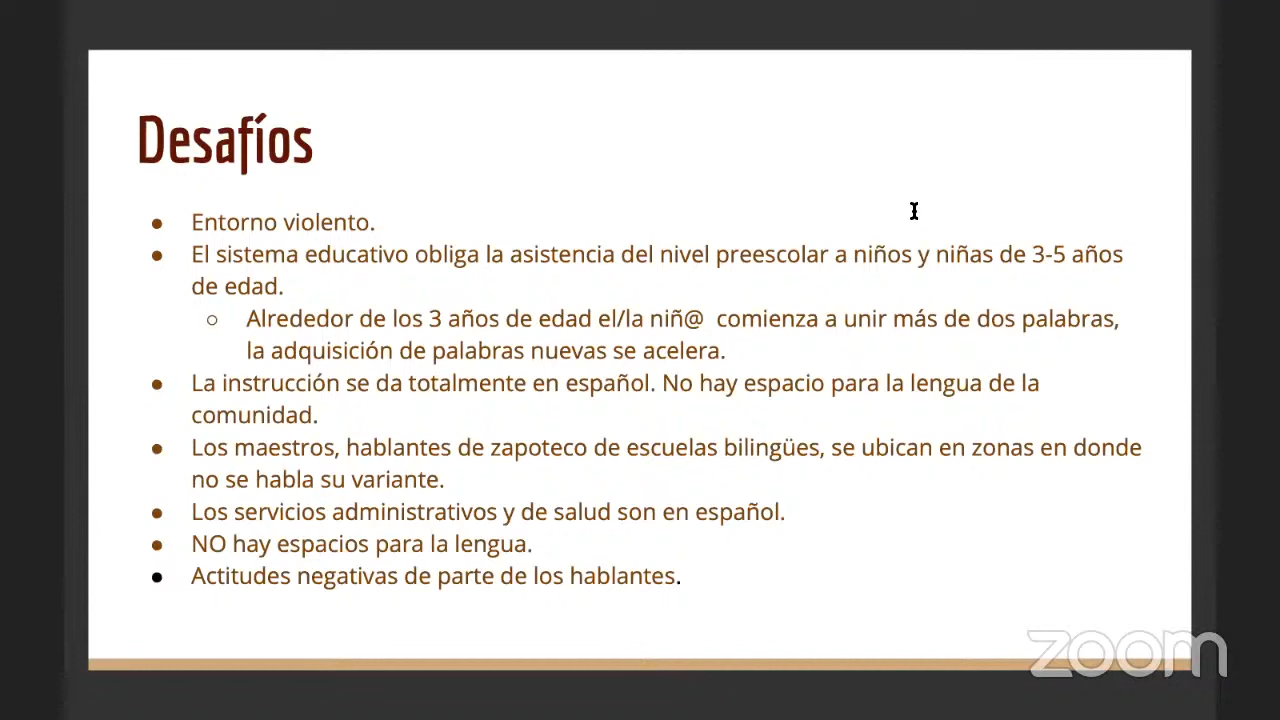 Desafíos
● Entorno violento.
● El sistema educativo obliga la asistencia del nivel preescolar a niños y niñas de 3-5 años
de edad.
○ Alrededor de los 3 años de edad el/la niñ@ comienza a unir más de dos palabras,
la adquisición de palabras nuevas se acelera.
● La instrucción se da totalmente en español. No hay espacio para la lengua de la
comunidad.
● Los maestros, hablantes de zapoteco de escuelas bilingües, se ubican en zonas en donde
no se habla su variante.
● Los servicios administrativos y de salud son en español.
● NO hay espacios para la lengua.
● Actitudes negativas de parte de los hablantes.
zoom